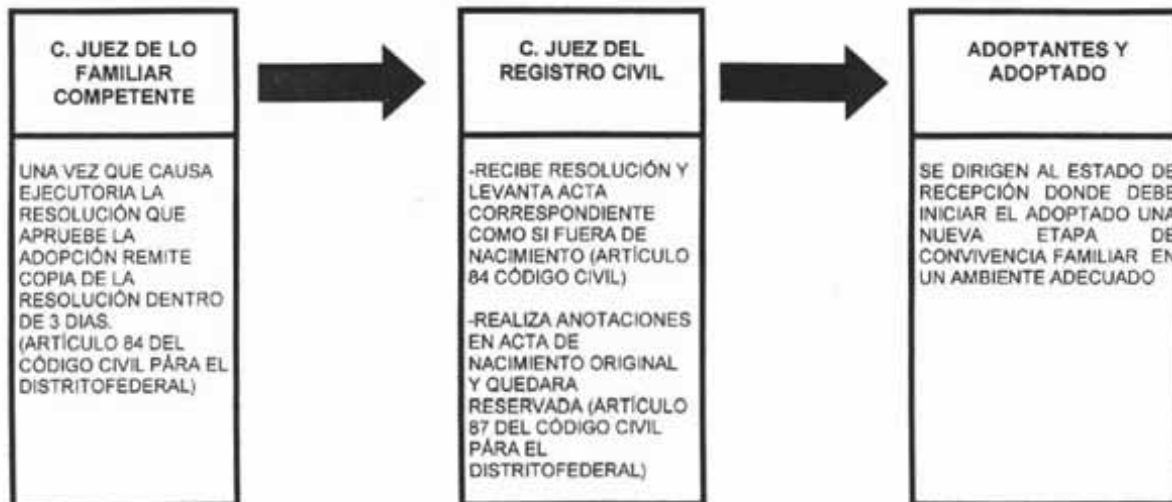 C. JUEZ DE LO
FAMILIAR
COMPETENTE
UNA VEZ QUE CAUSA
EJECUTORIA LA
RESOLUCIÓN QUE
APRUEBE LA
ADOPCIÓN REMITE
COPIA DE LA
RESOLUCIÓN DENTRO
DE 3 DIAS.
(ARTÍCULO 84 DEL
CÓDIGO CIVIL PÁRA EL
DISTRITOFEDERAL)
C. JUEZ DEL
REGISTRO CIVIL
-RECIBE RESOLUCIÓN Y
LEVANTA ACTA
CORRESPONDIENTE
COMO SI FUERA DE
NACIMIENTO (ARTÍCULO
84 CÓDIGO CIVIL)
-REALIZA ANOTACIONES
EN ACTA DE
NACIMIENTO ORIGINAL
Y QUEDARA
RESERVADA (ARTÍCULO
87 DEL CÓDIGO CIVIL
PÁRA EL
DISTRITOFEDERAL)
ADOPTANTES Y
ADOPTADO
SE DIRIGEN AL ESTADO DE
RECEPCIÓN DONDE DEBE
INICIAR EL ADOPTADO UNA
NUEVA ETAPA DE
CONVIVENCIA FAMILIAR EN
UN AMBIENTE ADECUADO